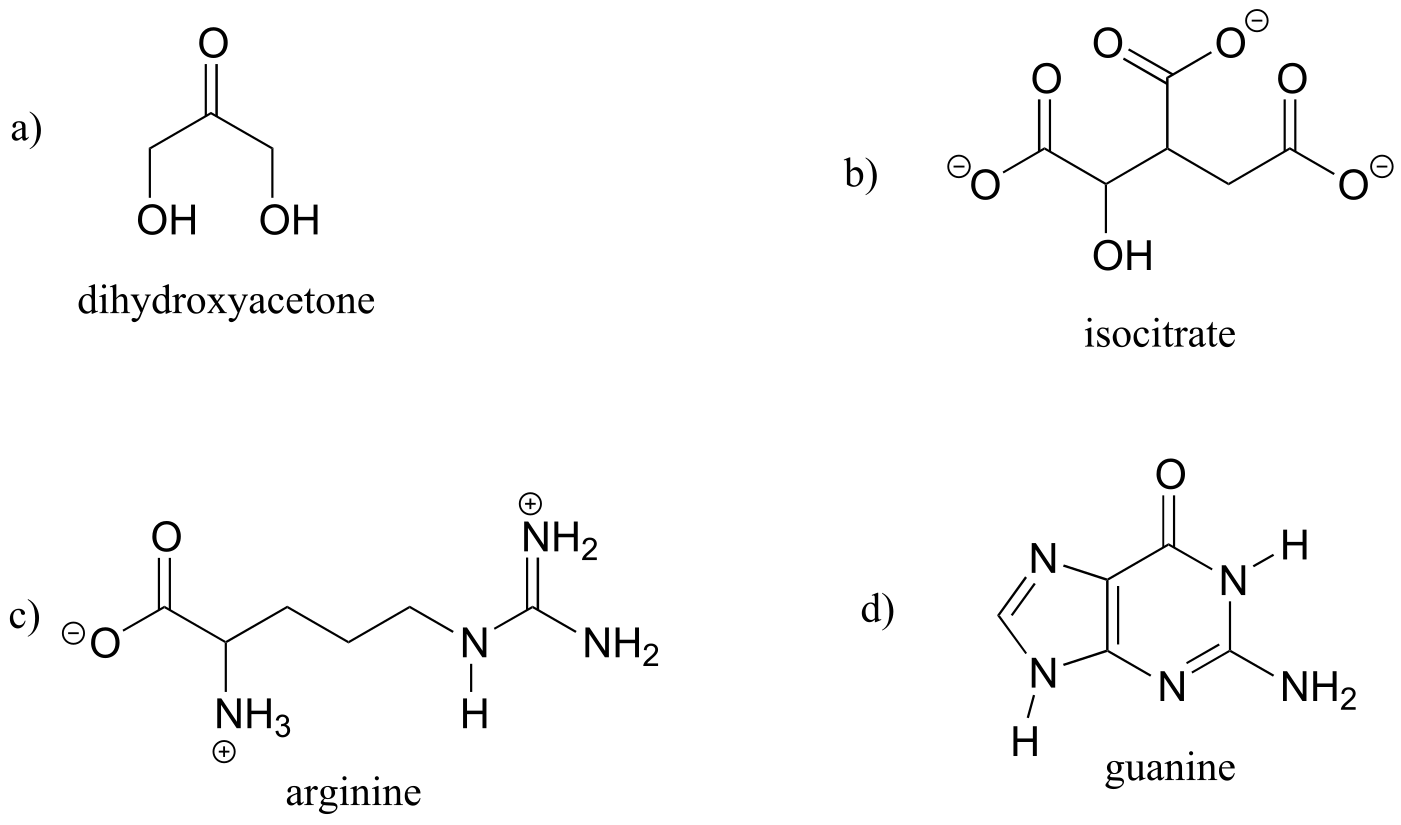 a)
O
OH OH
dihydroxyacetone
b)
O O O⊖ O
⊖O O⊖
OH
isocitrate
c)
O ⊕
NH2
⊖O N NH2
NH3 H
⊕
arginine
d)
O
N N H
N N NH2
H
guanine